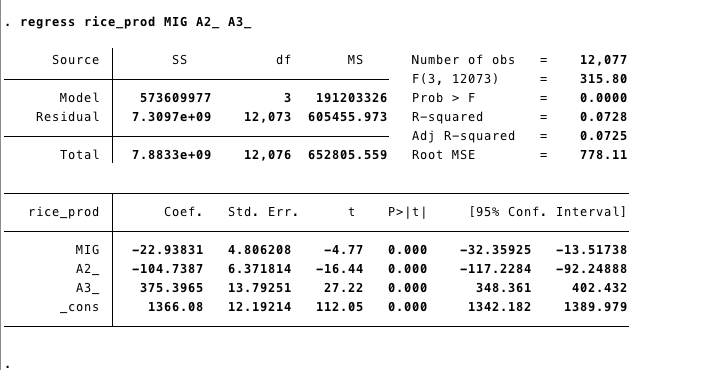 . regress rice_prod MIG A2_ A3_
Source SS df MS Number of obs = 12,077
F(3, 12073) = 315.80
Model 573609977 3 191203326 Prob > F = 0.0000
Residual 7.3097e+09 12,073 605455.973 R-squared = 0.0728
Adj R-squared = 0.0725
Total 7.8833e+09 12,076 652805.559 Root MSE = 778.11
rice_prod Coef. Std. Err. t P>|t| [95% Conf. Interval]
MIG -22.93831 4.806208 -4.77 0.000 -32.35925 -13.51738
A2_ -104.7387 6.371814 -16.44 0.000 -117.2284 -92.24888
A3_ 375.3965 13.79251 27.22 0.000 348.361 402.432
_cons 1366.08 12.19214 112.05 0.000 1342.182 1389.979
.